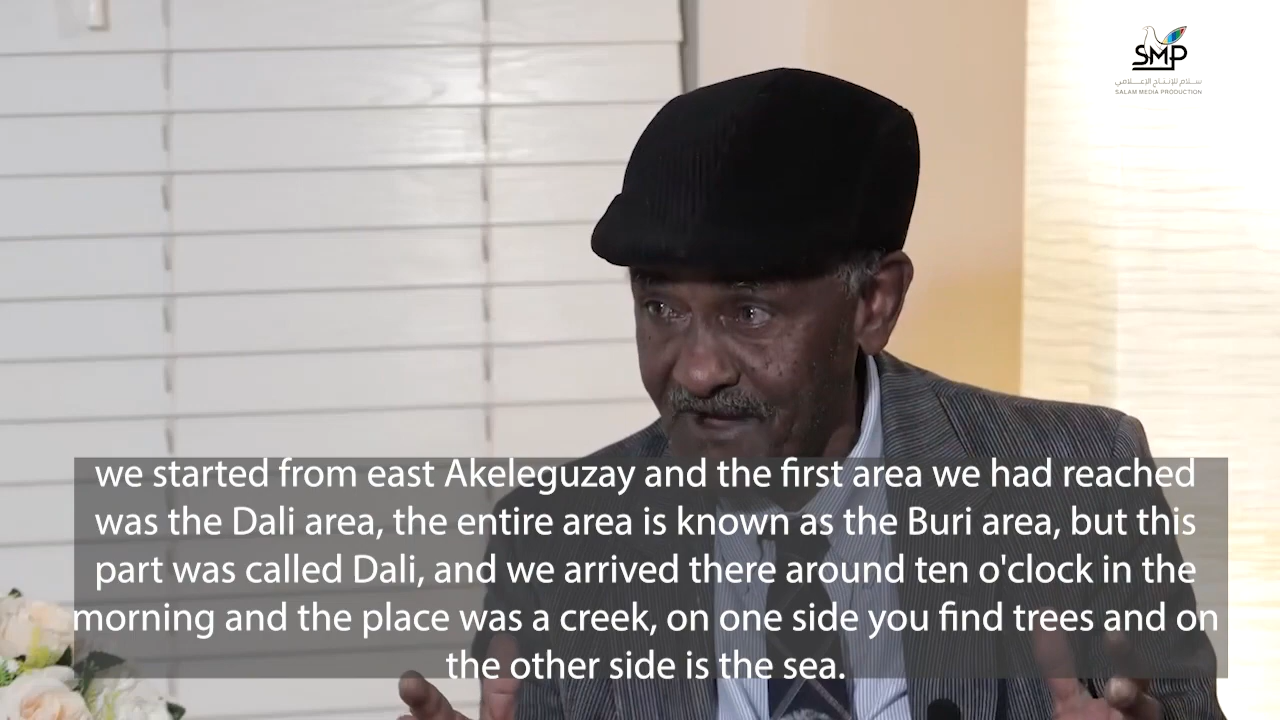 SMP
سلام للإنتاج الإعلامي
SALAM MEDIA PRODUCTION
we started from east Akeleguzay and the first area we had reached
was the Dali area, the entire area is known as the Buri area, but this
part was called Dali, and we arrived there around ten o'clock in the
morning and the place was a creek, on one side you find trees and on
the other side is the sea.